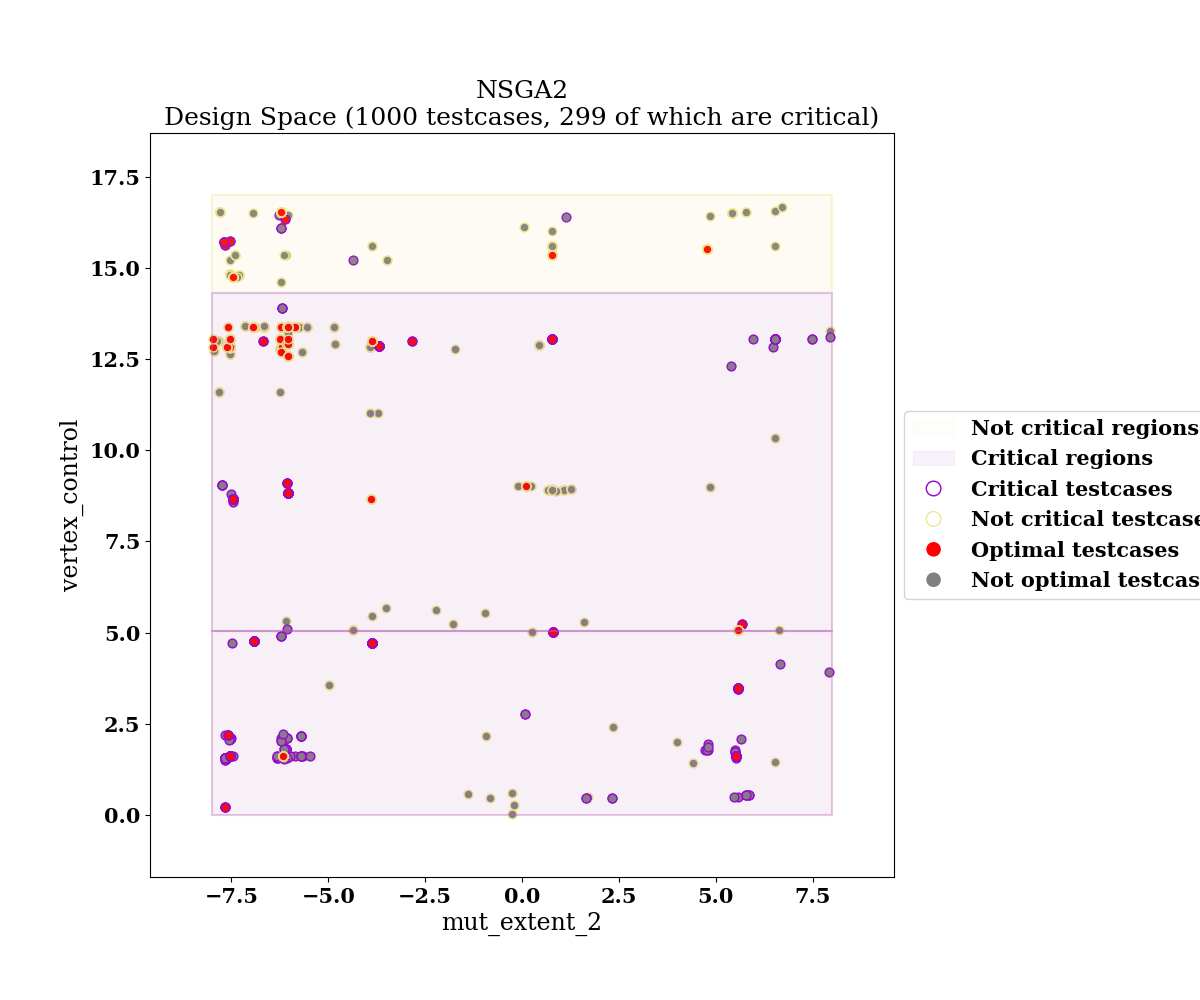 NSGA2
Design Space (1000 testcases, 299 of which are critical)
17.5
15.0
12.5
10.0
7.5
5.0
2.5
0.0
vertex_control
−7.5
−5.0
−2.5
0.0
2.5
5.0
7.5
mut_extent_2
Not critical regions
Critical regions
Critical testcases
Not critical testcase
Optimal testcases
Not optimal testcas